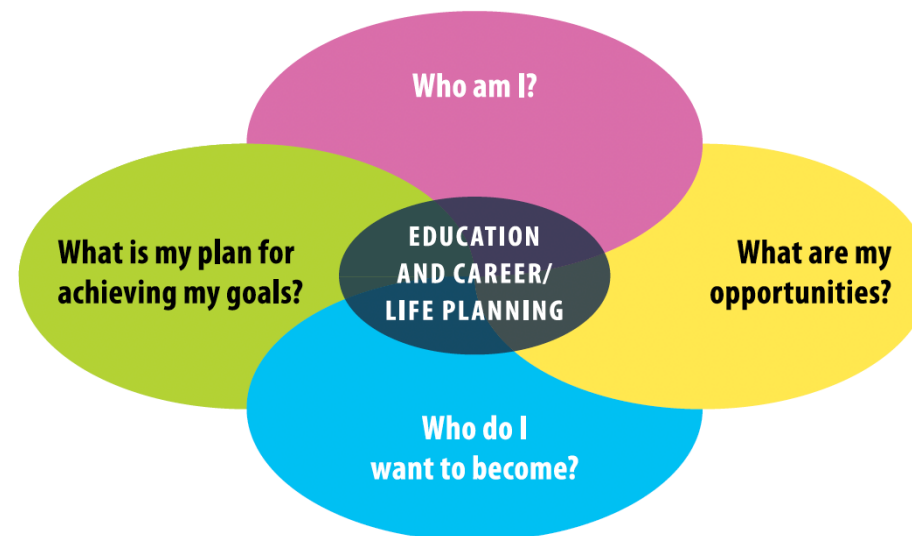 Who am I?
What is my plan for
achieving my goals?
EDUCATION
AND CAREER/
LIFE PLANNING
What are my
opportunities?
Who do I
want to become?